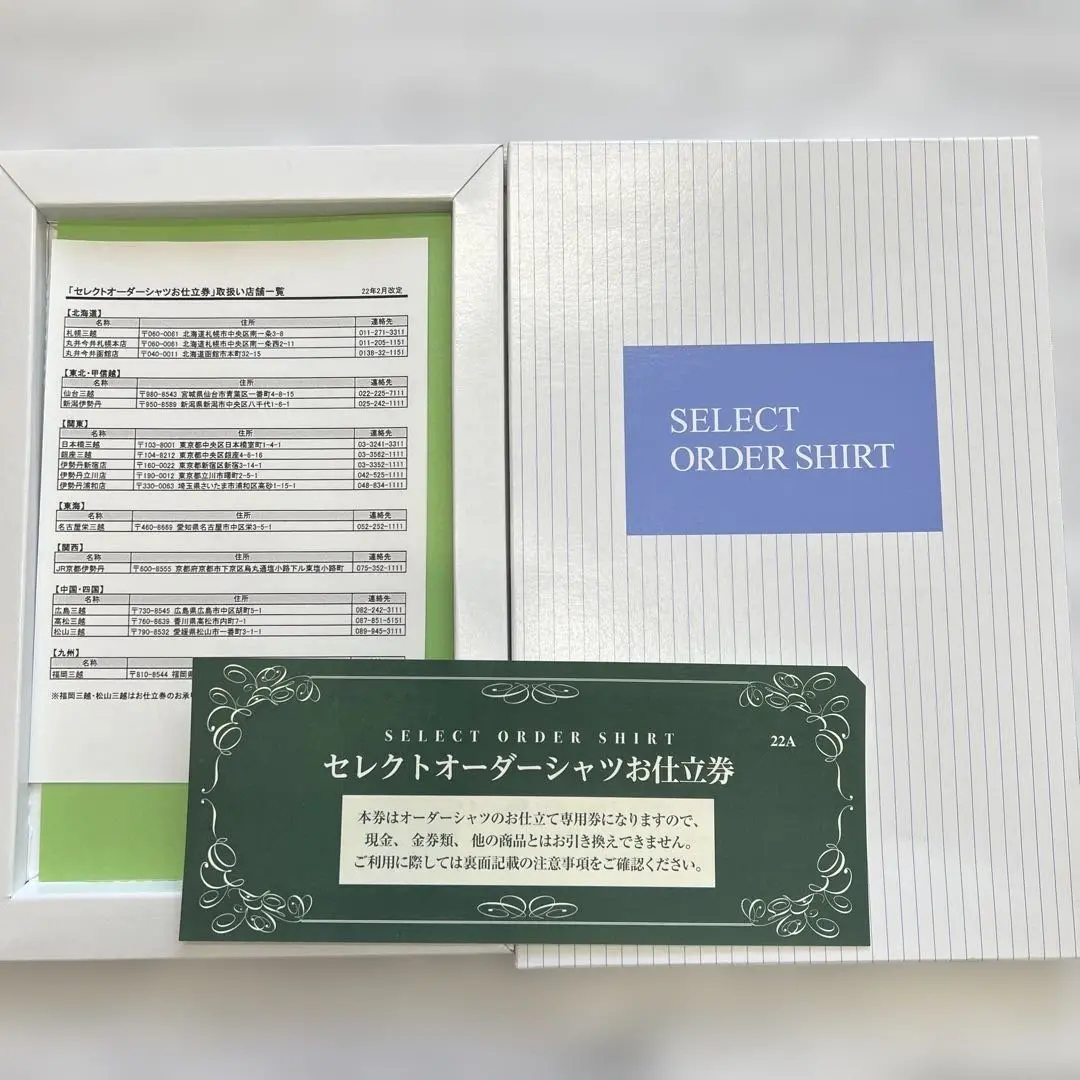 「セレクトオーダーシャツお仕立券」取扱い店舗一覧 22年2月改定
【北海道】
名称 住所 連絡先
札幌三越 〒060-0061 北海道札幌市中央区南一条3-8 011-271-3311
丸井今井札幌本店 〒060-0061 北海道札幌市中央区南一条西2-11 011-205-1151
丸井今井函館店 〒040-0011 北海道函館市本町32-15 0138-32-1151
【東北・甲信越】
名称 住所 連絡先
仙台三越 〒980-8543 宮城県仙台市青葉区一番町4-8-15 022-225-7111
新潟伊勢丹 〒950-8589 新潟県新潟市中央区八千代1-6-1 025-242-1111
【関東】
名称 住所 連絡先
日本橋三越 〒103-8001 東京都中央区日本橋室町1-4-1 03-3241-3311
銀座三越 〒104-8212 東京都中央区銀座4-6-16 03-3562-1111
伊勢丹新宿店 〒160-0022 東京都新宿区新宿3-14-1 03-3352-1111
伊勢丹立川店 〒190-0012 東京都立川市曙町2-5-1 042-525-1111
伊勢丹浦和店 〒330-0063 埼玉県さいたま市浦和区高砂1-15-1 048-834-1111
【東海】
名称 住所 連絡先
名古屋栄三越 〒460-8669 愛知県名古屋市中区栄3-5-1 052-252-1111
【関西】
名称 住所 連絡先
JR京都伊勢丹 〒600-8555 京都府京都市下京区烏丸通塩小路下ル東塩小路町 075-352-1111
【中国・四国】
名称 住所 連絡先
広島三越 〒730-8545 広島県広島市中区胡町5-1 082-242-3111
高松三越 〒760-8639 香川県高松市内町7-1 087-851-5151
松山三越 〒790-8532 愛媛県松山市一番町3-1-1 089-945-3111
【九州】
名称
福岡三越 〒810-8544 福岡
※福岡三越・松山三越はお仕立券のお承
SELECT
ORDER SHIRT
SELECT ORDER SHIRT
22A
セレクトオーダーシャツお仕立券
本券はオーダーシャツのお仕立て専用券になりますので、
現金、金券類、他の商品とはお引き換えできません。
ご利用に際しては裏面記載の注意事項をご確認ください。